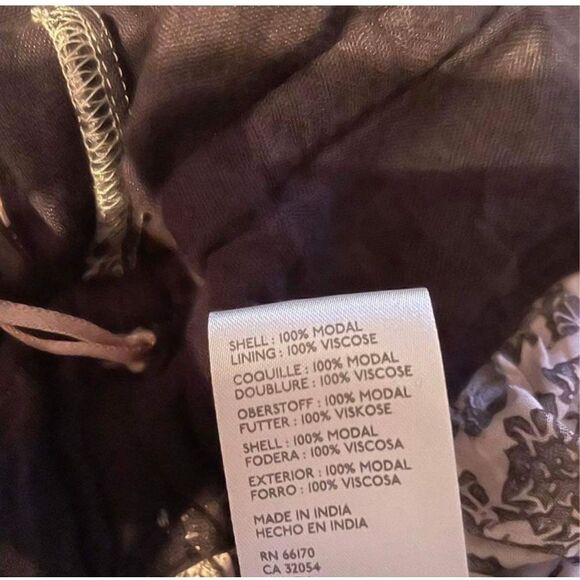 SHELL : 100% MODAL
LINING : 100% VISCOSE
COQUILLE : 100% MODAL
DOUBLURE : 100% VISCOSE
OBERSTOFF : 100% MODAL
FUTTER : 100% VISKOSE
SHELL : 100% MODAL
FODERA : 100% VISCOSA
EXTERIOR : 100% MODAL
FORRO : 100% VISCOSA
MADE IN INDIA
HECHO EN INDIA
RN 66170
CA 32054